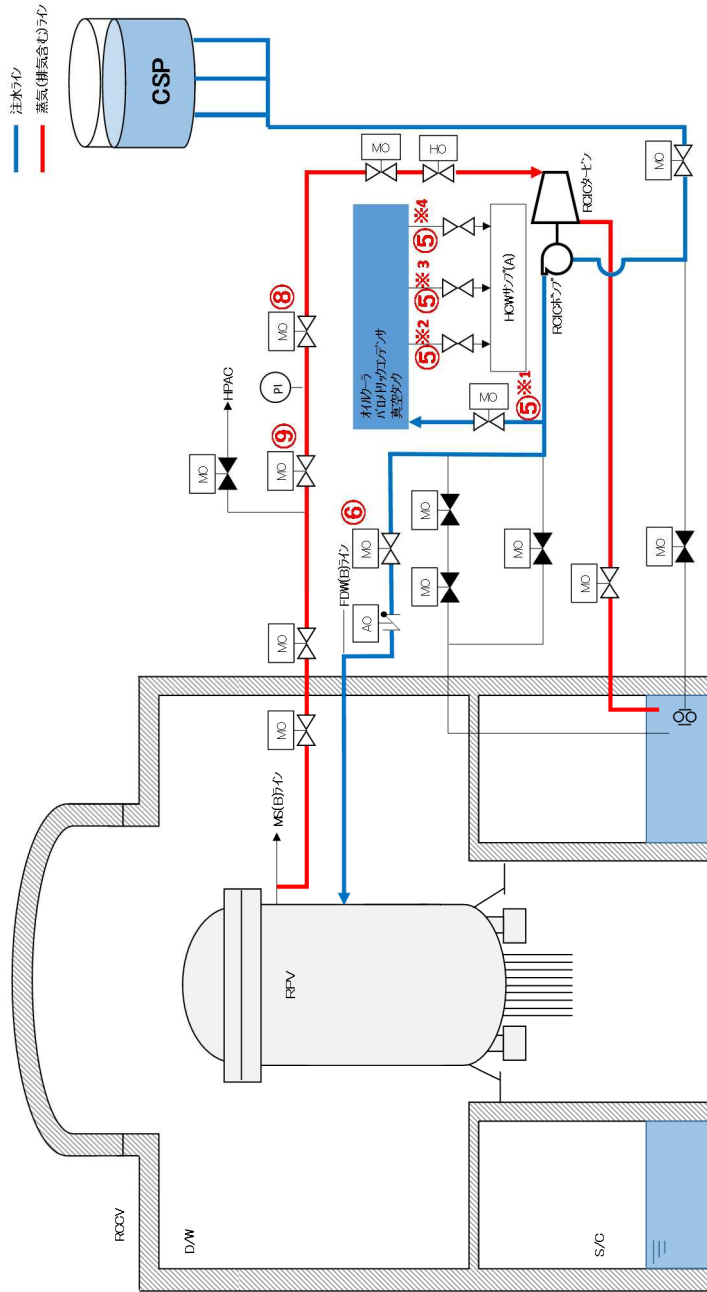 注水ライン
蒸気(排気含む)ライン
CSP
MO
HO
RCICタービン
MO
⑧
MO
PI
⑤※4
⑤※3
⑤※2
オイルクーラ
バロメトリックコンデンサ
真空タンク
HCWサンプ(A)
RCICポンプ
HPAC
MO
⑨
MO
MO
⑤※1
⑥
MO
MO
FDW(B)ライン
AO
MO
MO
MO
MO
MO
MO
MS(B)ライン
RPV
RCCV
D/W
S/C